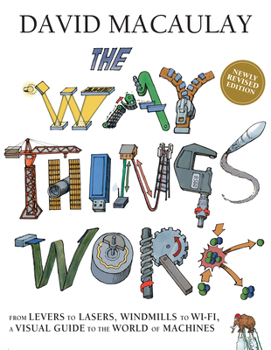 DAVID MACAULAY
THE
WAY
NEWLY
REVISED
EDITION
THINGS
WORK
FROM LEVERS TO LASERS, WINDMILLS TO WI-FI,
A VISUAL GUIDE TO THE WORLD OF MACHINES